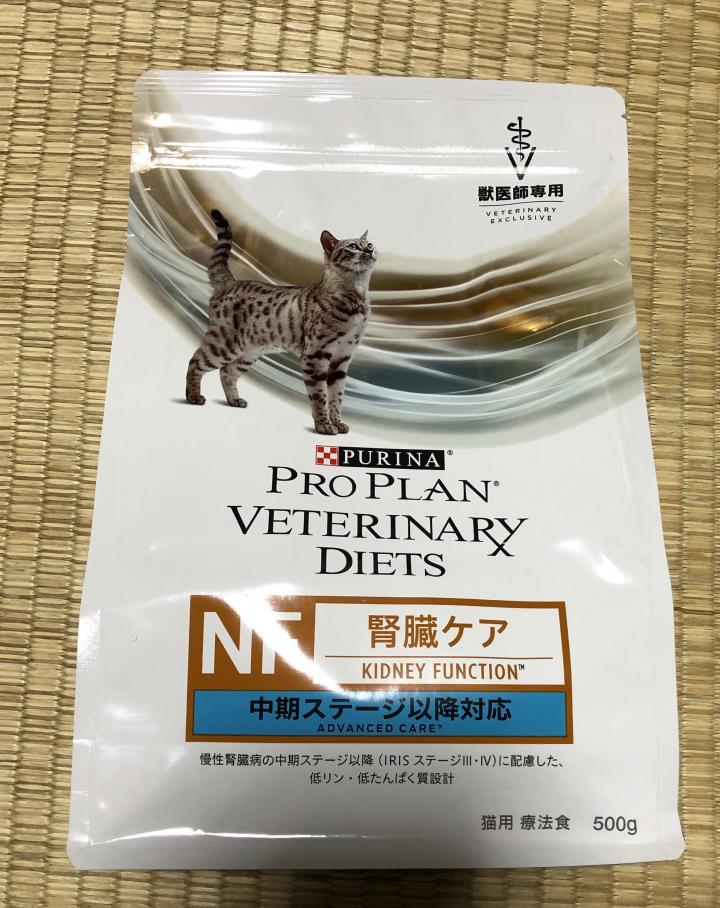 獣医師専用
VETERINARY
EXCLUSIVE
PURINA®
PRO PLAN®
VETERINARY
DIETS
NF
腎臓ケア
KIDNEY FUNCTION™
中期ステージ以降対応
ADVANCED CARE™
慢性腎臓病の中期ステージ以降（IRIS ステージIII・IV）に配慮した、
低リン・低たんぱく質設計
猫用 療法食 500g